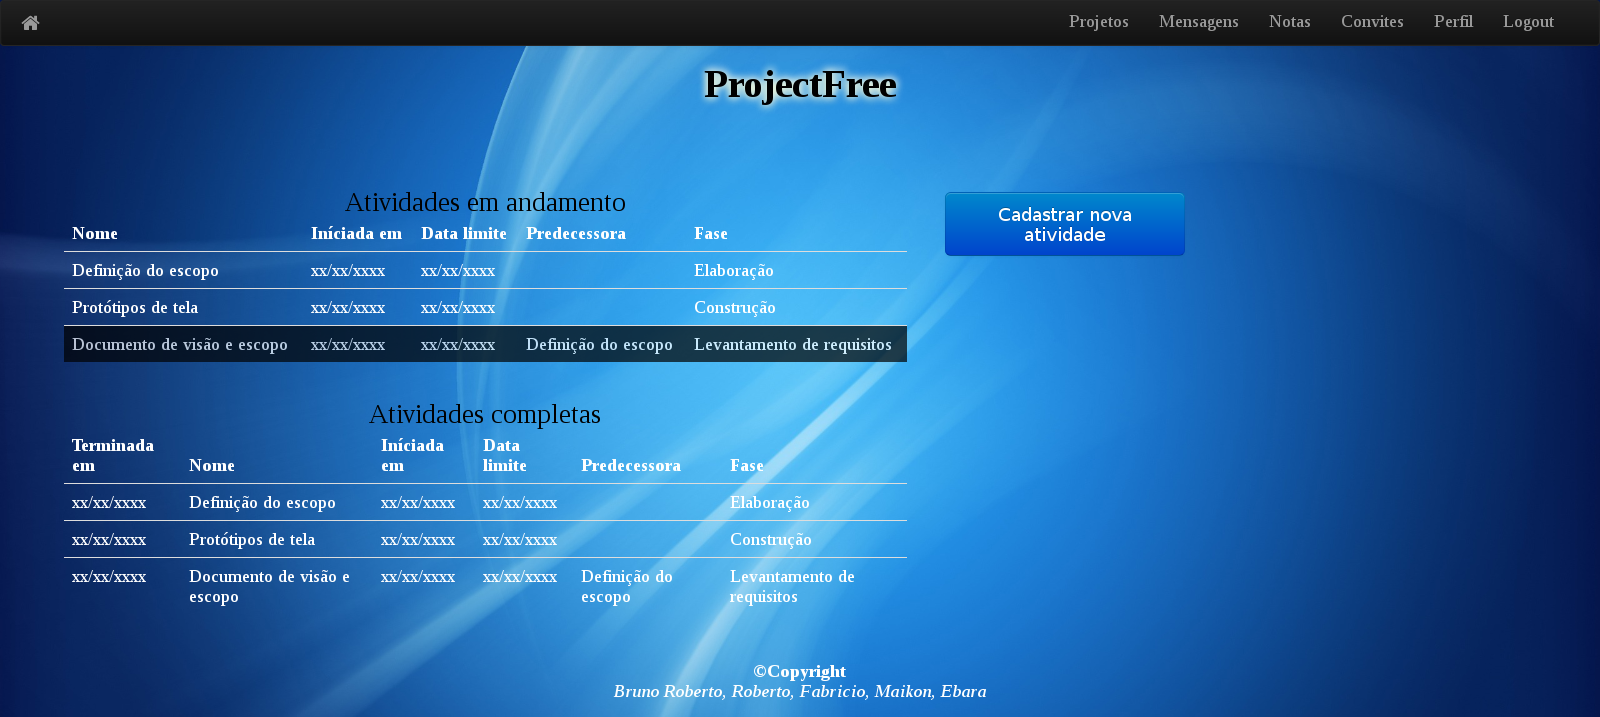 Projetos Mensagens Notas Convites Perfil Logout
ProjectFree
Atividades em andamento
Nome Iníciada em Data limite Predecessora Fase
Definição do escopo xx/xx/xxxx xx/xx/xxxx Elaboração
Protótipos de tela xx/xx/xxxx xx/xx/xxxx Construção
Documento de visão e escopo xx/xx/xxxx xx/xx/xxxx Definição do escopo Levantamento de requisitos
Cadastrar nova
atividade
Atividades completas
Terminada Iníciada Data
em Nome em limite Predecessora Fase
xx/xx/xxxx Definição do escopo xx/xx/xxxx xx/xx/xxxx Elaboração
xx/xx/xxxx Protótipos de tela xx/xx/xxxx xx/xx/xxxx Construção
xx/xx/xxxx Documento de visão e xx/xx/xxxx xx/xx/xxxx Definição do Levantamento de
escopo escopo requisitos
©Copyright
Bruno Roberto, Roberto, Fabricio, Maikon, Ebara